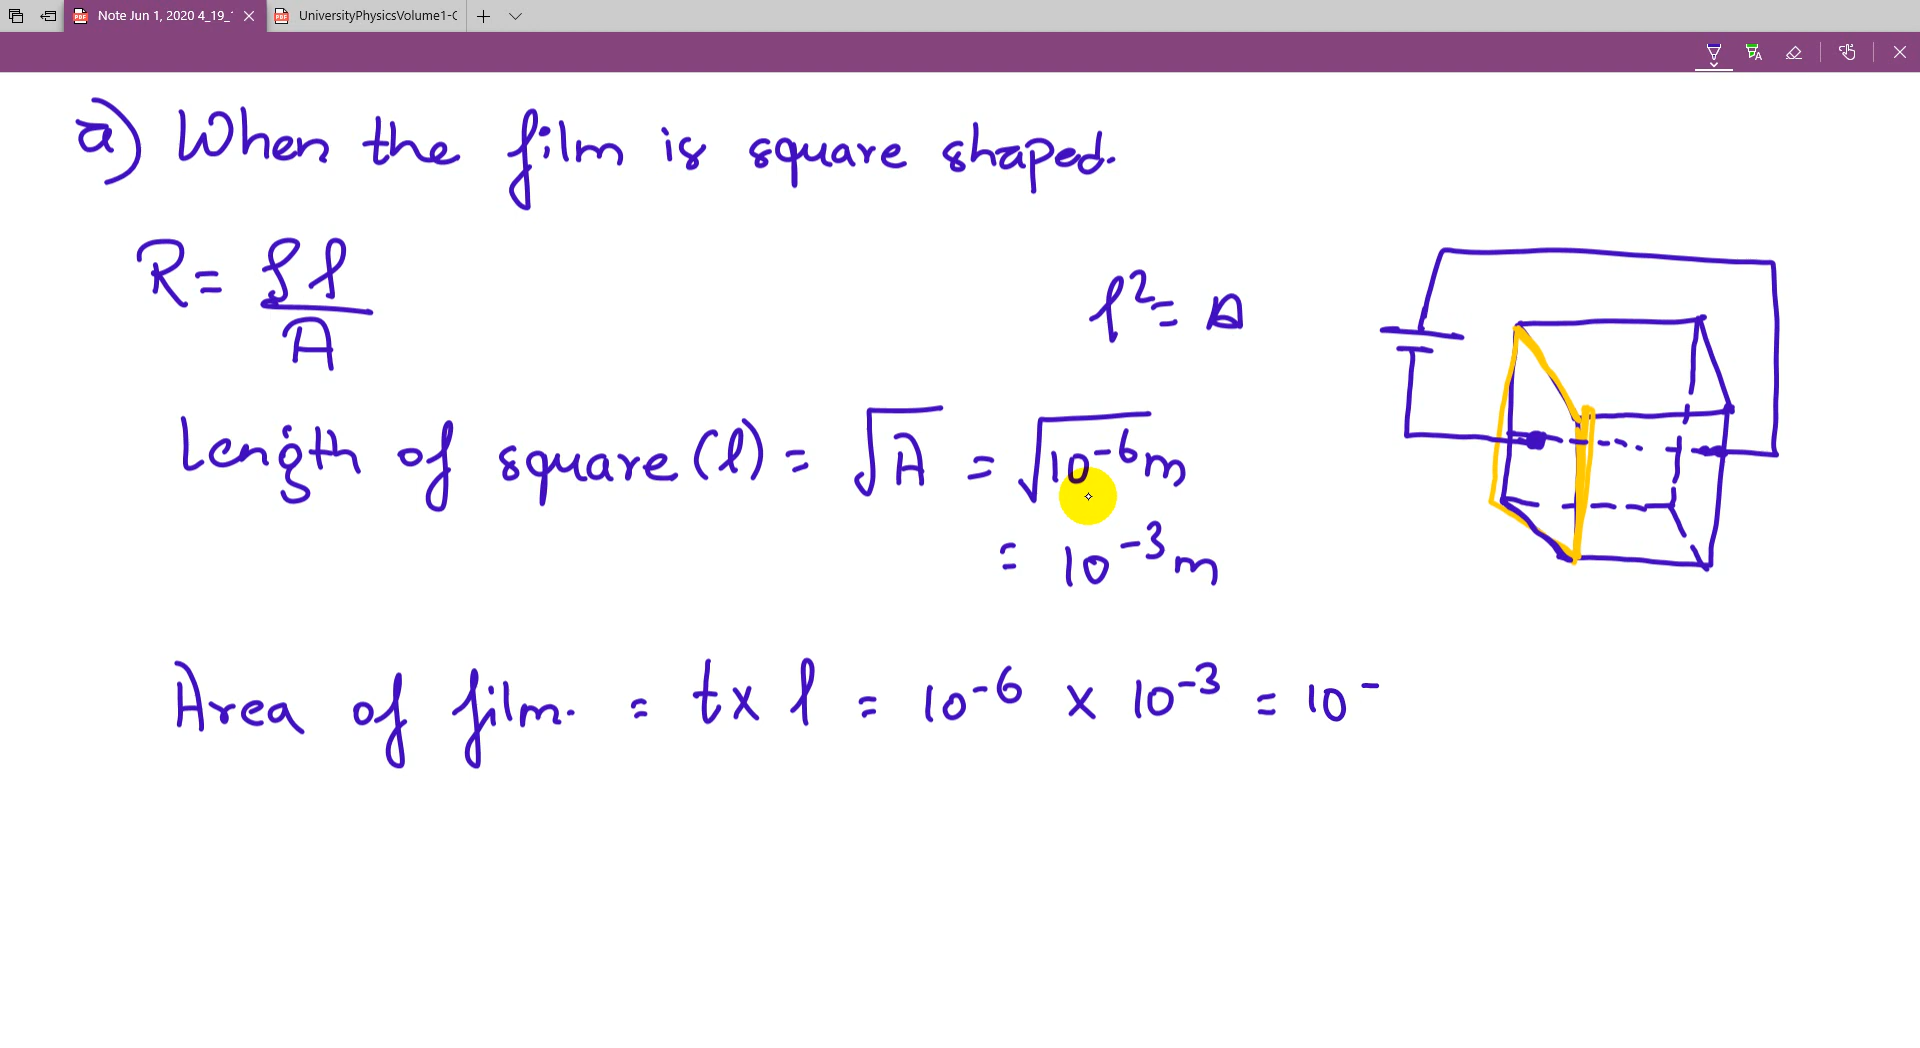 Note Jun 1, 2020 4_19_
UniversityPhysicsVolume1-
a) When the film is square shaped.
R = ρl
A
l² = A
Length of square (l) = √A = √10⁻⁶ m
= 10⁻³ m
Area of film. = t x l = 10⁻⁶ x 10⁻³ = 10⁻